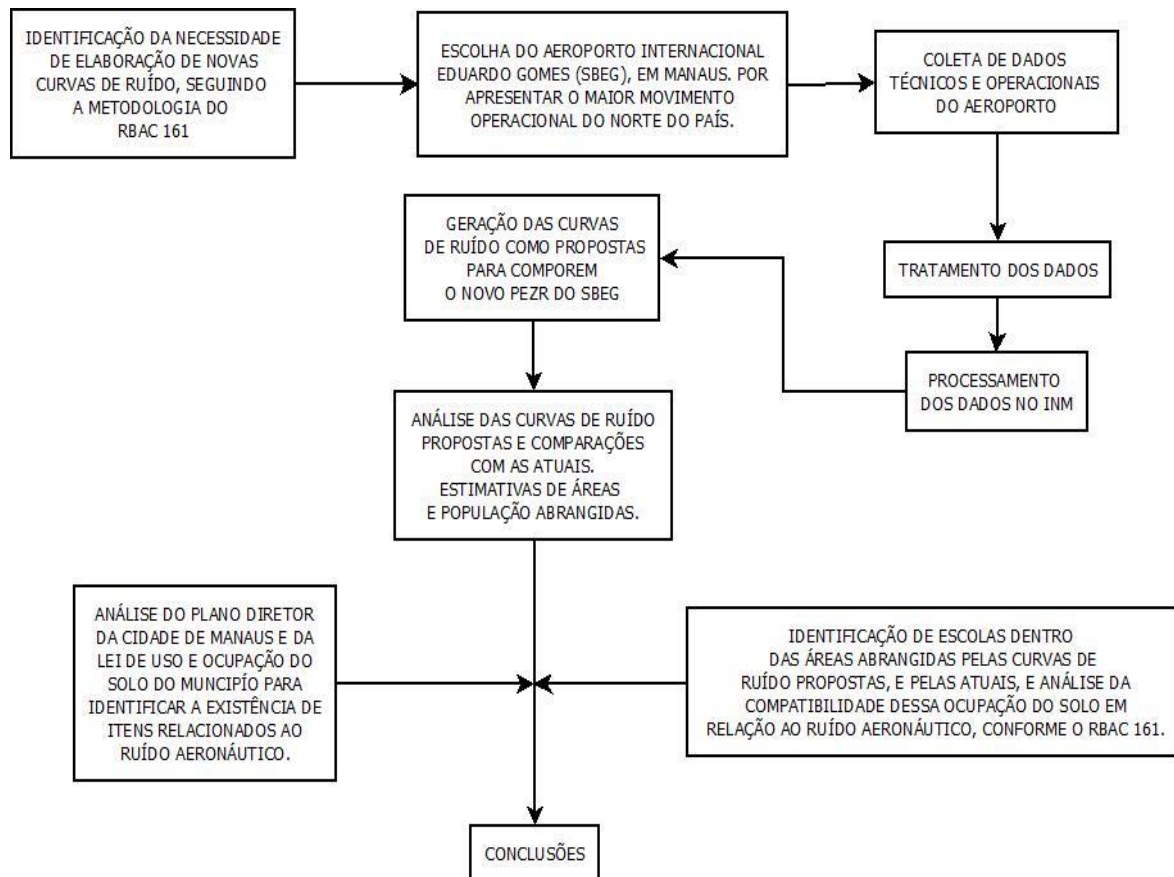 IDENTIFICAÇÃO DA NECESSIDADE
DE ELABORAÇÃO DE NOVAS
CURVAS DE RUÍDO, SEGUINDO
A METODOLOGIA DO
RBAC 161
ESCOLHA DO AEROPORTO INTERNACIONAL
EDUARDO GOMES (SBEG), EM MANAUS. POR
APRESENTAR O MAIOR MOVIMENTO
OPERACIONAL DO NORTE DO PAÍS.
COLETA DE DADOS
TÉCNICOS E OPERACIONAIS
DO AEROPORTO
TRATAMENTO DOS DADOS
PROCESSAMENTO
DOS DADOS NO INM
GERAÇÃO DAS CURVAS
DE RUÍDO COMO PROPOSTAS
PARA COMPOREM
O NOVO PEZR DO SBEG
ANÁLISE DAS CURVAS DE RUÍDO
PROPOSTAS E COMPARAÇÕES
COM AS ATUAIS.
ESTIMATIVAS DE ÁREAS
E POPULAÇÃO ABRANGIDAS.
ANÁLISE DO PLANO DIRETOR
DA CIDADE DE MANAUS E DA
LEI DE USO E OCUPAÇÃO DO
SOLO DO MUNCIPÍO PARA
IDENTIFICAR A EXISTÊNCIA DE
ITENS RELACIONADOS AO
RUÍDO AERONÁUTICO.
IDENTIFICAÇÃO DE ESCOLAS DENTRO
DAS ÁREAS ABRANGIDAS PELAS CURVAS DE
RUÍDO PROPOSTAS, E PELAS ATUAIS, E ANÁLISE DA
COMPATIBILIDADE DESSA OCUPAÇÃO DO SOLO EM
RELAÇÃO AO RUÍDO AERONÁUTICO, CONFORME O RBAC 161.
CONCLUSÕES